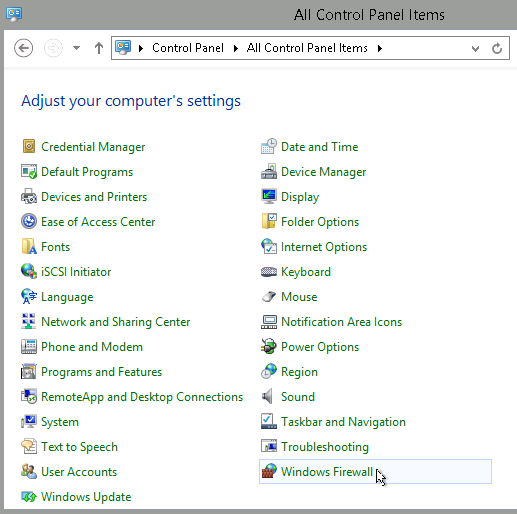 All Control Panel Items
Control Panel All Control Panel Items
Adjust your computer's settings
Credential Manager
Default Programs
Devices and Printers
Ease of Access Center
Fonts
iSCSI Initiator
Language
Network and Sharing Center
Phone and Modem
Programs and Features
RemoteApp and Desktop Connections
System
Text to Speech
User Accounts
Windows Update
Date and Time
Device Manager
Display
Folder Options
Internet Options
Keyboard
Mouse
Notification Area Icons
Power Options
Region
Sound
Taskbar and Navigation
Troubleshooting
Windows Firewall